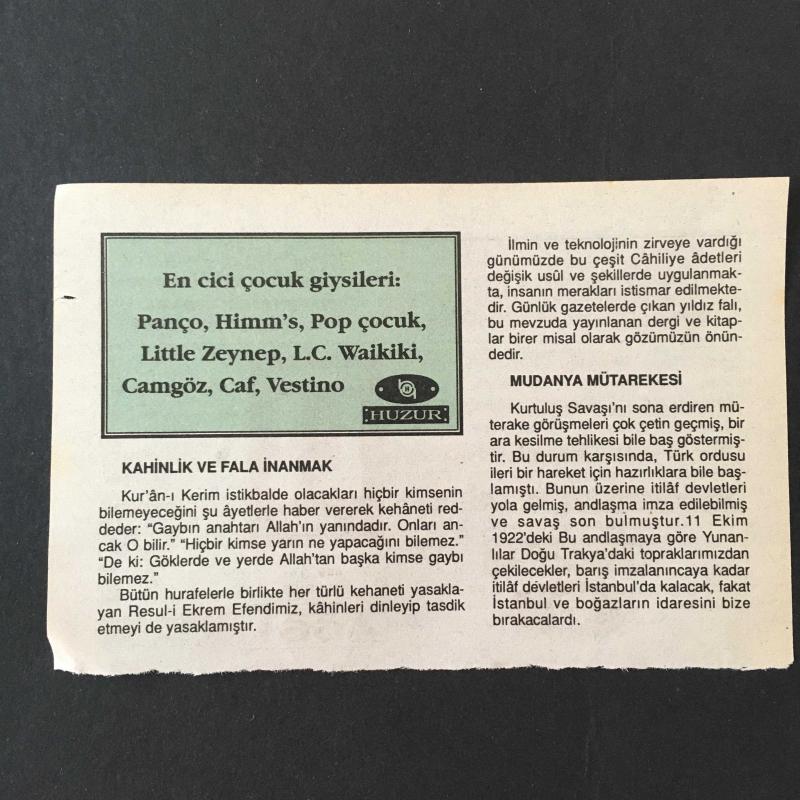 En cici çocuk giysileri:
Panço, Himm's, Pop çocuk,
Little Zeynep, L.C. Waikiki,
Camgöz, Caf, Vestino
HUZUR
KAHİNLİK VE FALA İNANMAK
Kur'ân-ı Kerim istikbalde olacakları hiçbir kimsenin
bilemeyeceğini şu âyetlerle haber vererek kehâneti red-
deder: "Gaybın anahtarı Allah'ın yanındadır. Onları an-
cak O bilir." "Hiçbir kimse yarın ne yapacağını bilemez."
"De ki: Göklerde ve yerde Allah'tan başka kimse gaybı
bilemez."
Bütün hurafelerle birlikte her türlü kehaneti yasakla-
yan Resul-i Ekrem Efendimiz, kâhinleri dinleyip tasdik
etmeyi de yasaklamıştır.
İlmin ve teknolojinin zirveye vardığı
günümüzde bu çeşit Câhiliye âdetleri
değişik usûl ve şekillerde uygulanmak-
ta, insanın merakları istismar edilmekte-
dir. Günlük gazetelerde çıkan yıldız falı,
bu mevzuda yayınlanan dergi ve kitap-
lar birer misal olarak gözümüzün önün-
dedir.
MUDANYA MÜTAREKESİ
Kurtuluş Savaşı'nı sona erdiren mü-
terake görüşmeleri çok çetin geçmiş, bir
ara kesilme tehlikesi bile baş göstermiş-
tir. Bu durum karşısında, Türk ordusu
ileri bir hareket için hazırlıklara bile baş-
lamıştı. Bunun üzerine itilâf devletleri
yola gelmiş, andlaşma imza edilebilmiş
ve savaş son bulmuştur.11 Ekim
1922'deki Bu andlaşmaya göre Yunan-
lılar Doğu Trakya'daki topraklarımızdan
çekilecekler, barış imzalanıncaya kadar
itilâf dévletleri İstanbul'da kalacak, fakat
İstanbul ve boğazların idaresini bize
bırakacalardı.